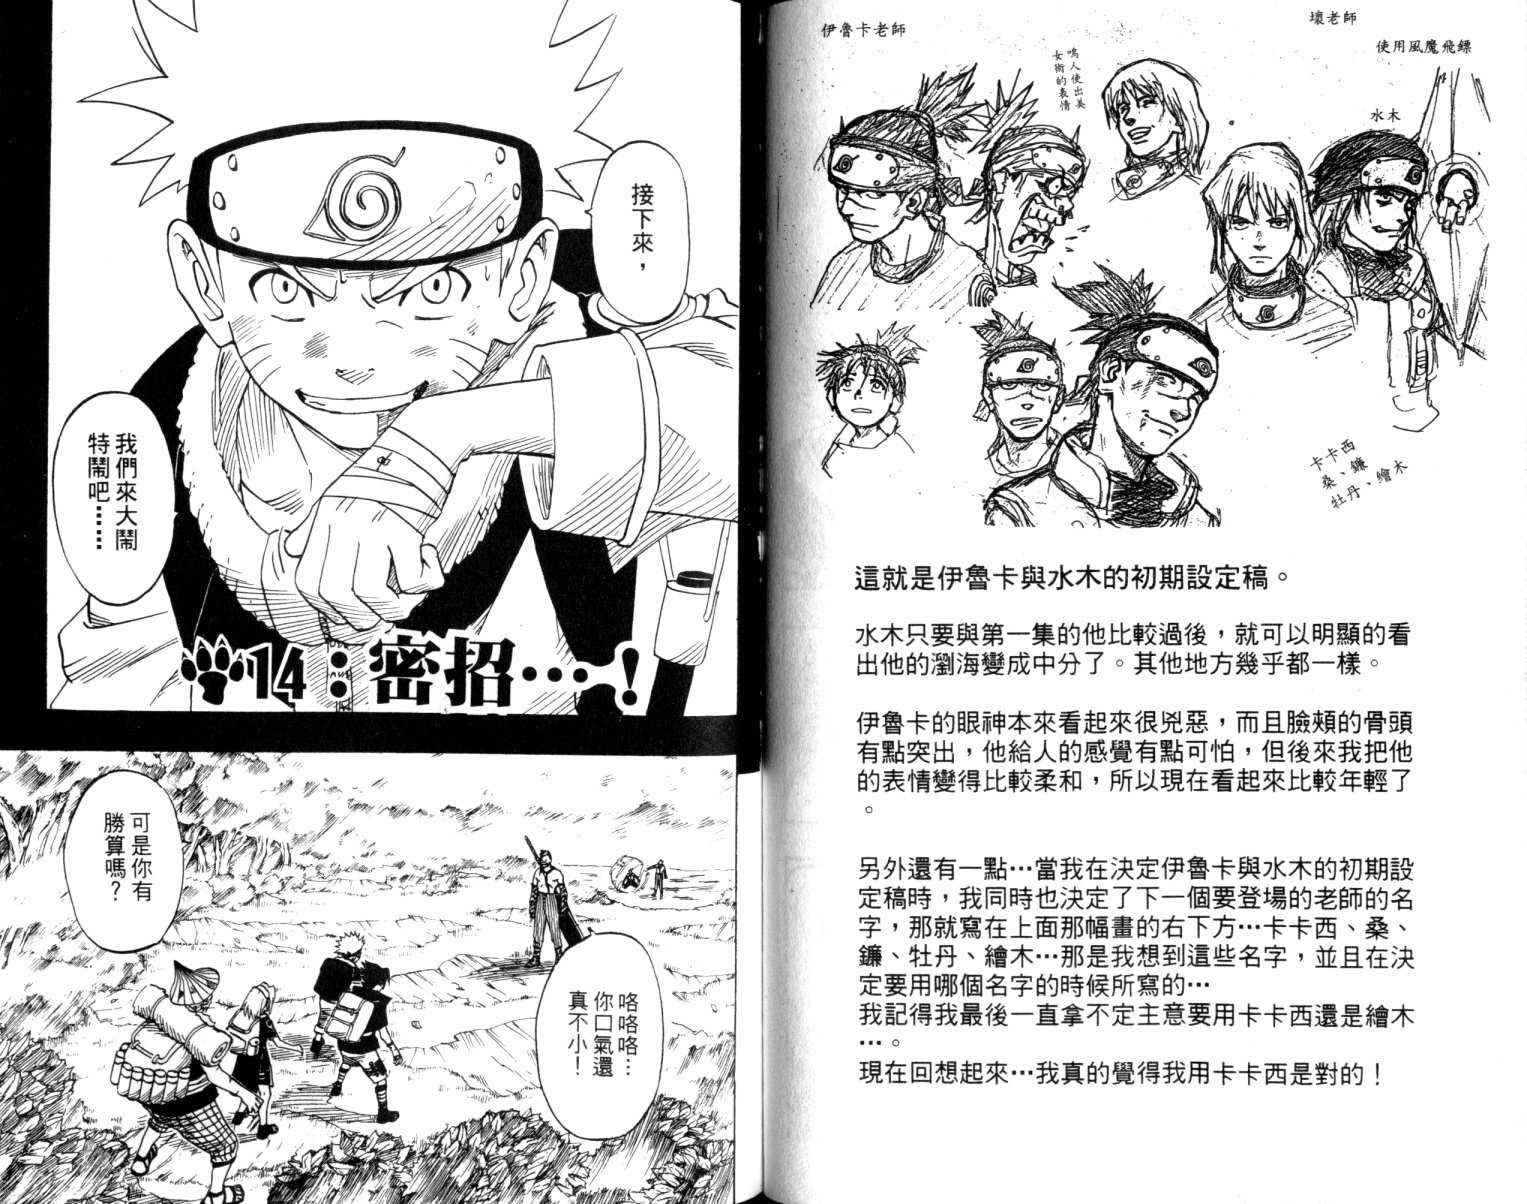 伊魯卡老師
壞老師
使用風魔飛鏢
鳴人使出美
女術的表情
水木
卡卡西
桑、鐮
牡丹、繪木
這就是伊魯卡與水木的初期設定稿。
水木只要與第一集的他比較過後，就可以明顯的看
出他的瀏海變成中分了。其他地方幾乎都一樣。
伊魯卡的眼神本來看起來很兇惡，而且臉頰的骨頭
有點突出，他給人的感覺有點可怕，但後來我把他
的表情變得比較柔和，所以現在看起來比較年輕了
。
另外還有一點…當我在決定伊魯卡與水木的初期設
定稿時，我同時也決定了下一個要登場的老師的名
字，那就寫在上面那幅畫的右下方…卡卡西、桑、
鐮、牡丹、繪木…那是我想到這些名字，並且在決
定要用哪個名字的時候所寫的…
我記得我最後一直拿不定主意要用卡卡西還是繪木
…。
現在回想起來…我真的覺得我用卡卡西是對的！
接下來，
我們來大鬧
特鬧吧……
14：密招…！
可是你有
勝算嗎？
咯咯咯…
你口氣還
真不小！